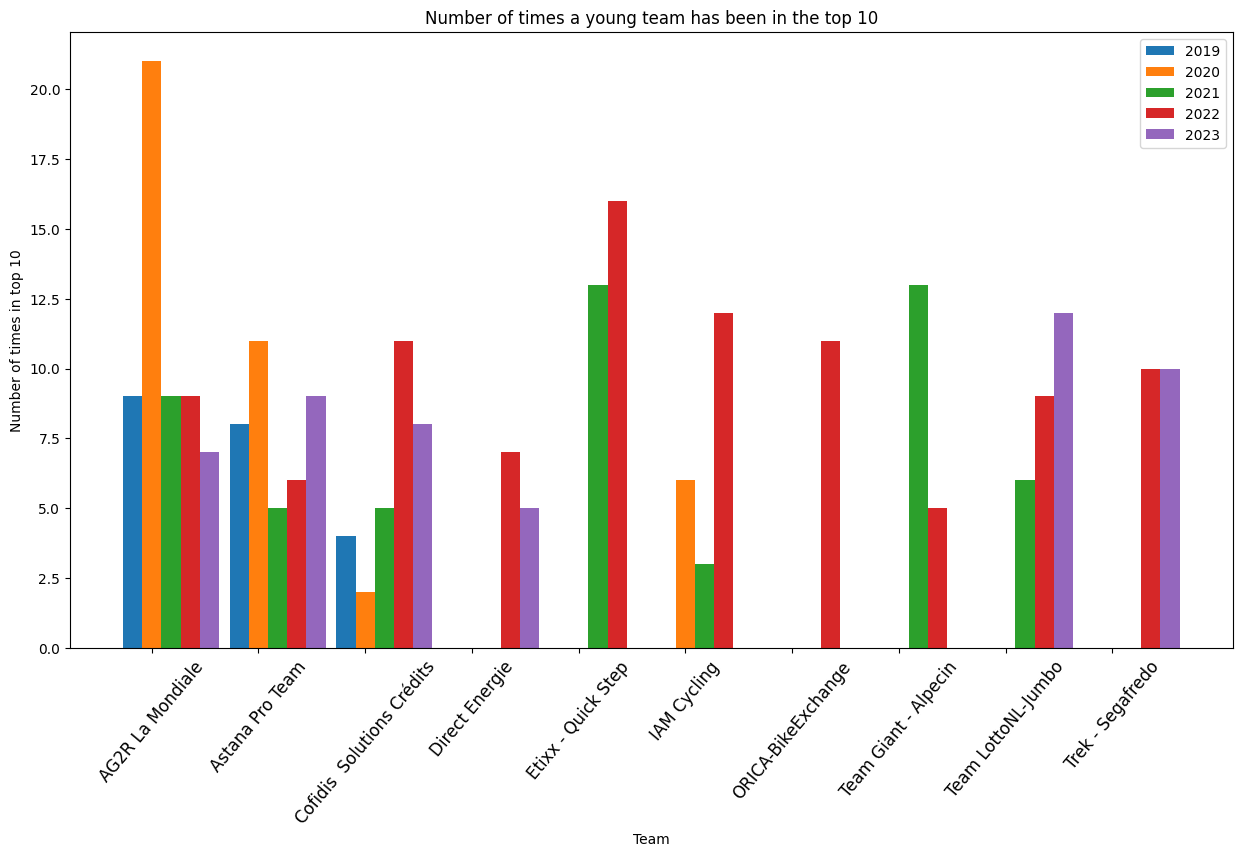 Number of times a young team has been in the top 10
2019
2020
2021
2022
2023
Number of times in top 10
20.0
17.5
15.0
12.5
10.0
7.5
5.0
2.5
0.0
AG2R La Mondiale
Astana Pro Team
Cofidis  Solutions Crédits
Direct Energie
Etixx - Quick Step
IAM Cycling
ORICA-BikeExchange
Team Giant - Alpecin
Team LottoNL-Jumbo
Trek - Segafredo
Team